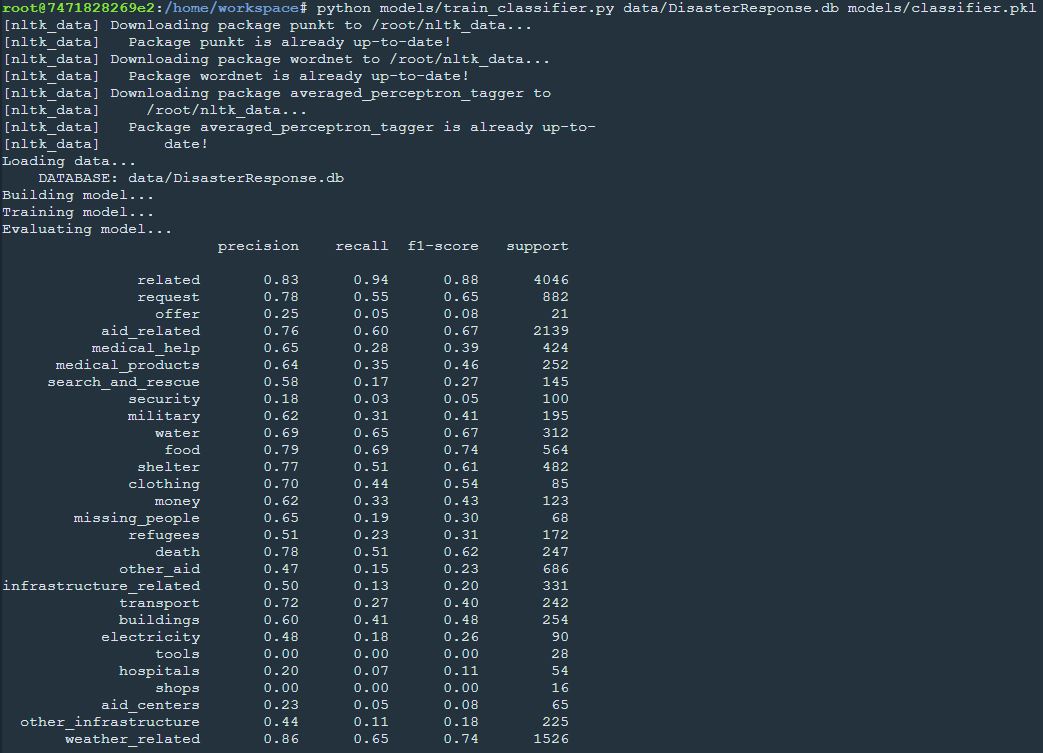 root@7471828269e2:/home/workspace# python models/train_classifier.py data/DisasterResponse.db models/classifier.pkl
[nltk_data] Downloading package punkt to /root/nltk_data...
[nltk_data]   Package punkt is already up-to-date!
[nltk_data] Downloading package wordnet to /root/nltk_data...
[nltk_data]   Package wordnet is already up-to-date!
[nltk_data] Downloading package averaged_perceptron_tagger to
[nltk_data]     /root/nltk_data...
[nltk_data]   Package averaged_perceptron_tagger is already up-to-
[nltk_data]       date!
Loading data...
    DATABASE: data/DisasterResponse.db
Building model...
Training model...
Evaluating model...
                        precision    recall  f1-score   support
               related       0.83      0.94      0.88      4046
               request       0.78      0.55      0.65       882
                 offer       0.25      0.05      0.08        21
           aid_related       0.76      0.60      0.67      2139
          medical_help       0.65      0.28      0.39       424
      medical_products       0.64      0.35      0.46       252
     search_and_rescue       0.58      0.17      0.27       145
              security       0.18      0.03      0.05       100
              military       0.62      0.31      0.41       195
                 water       0.69      0.65      0.67       312
                  food       0.79      0.69      0.74       564
               shelter       0.77      0.51      0.61       482
              clothing       0.70      0.44      0.54        85
                 money       0.62      0.33      0.43       123
        missing_people       0.65      0.19      0.30        68
              refugees       0.51      0.23      0.31       172
                 death       0.78      0.51      0.62       247
             other_aid       0.47      0.15      0.23       686
infrastructure_related       0.50      0.13      0.20       331
             transport       0.72      0.27      0.40       242
             buildings       0.60      0.41      0.48       254
           electricity       0.48      0.18      0.26        90
                 tools       0.00      0.00      0.00        28
             hospitals       0.20      0.07      0.11        54
                 shops       0.00      0.00      0.00        16
           aid_centers       0.23      0.05      0.08        65
  other_infrastructure       0.44      0.11      0.18       225
       weather_related       0.86      0.65      0.74      1526